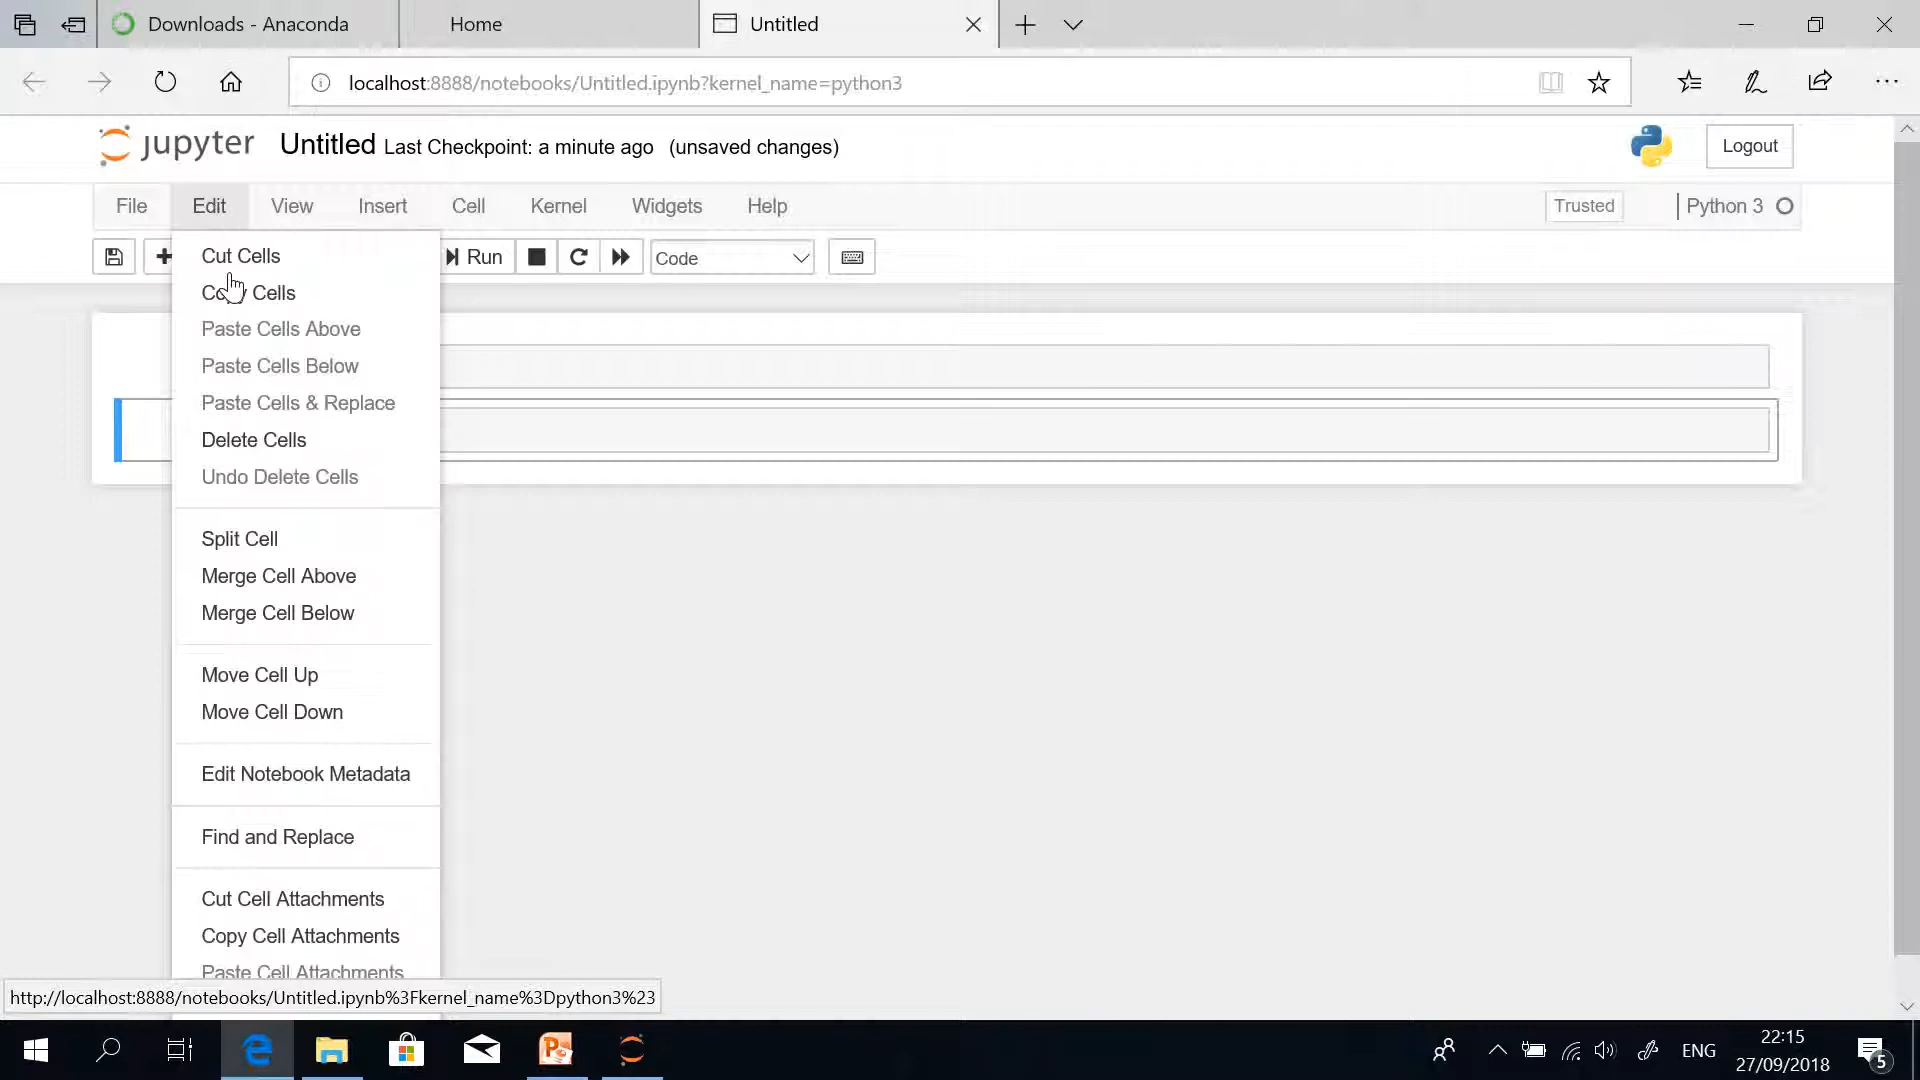 Downloads - Anaconda
Home
Untitled
localhost:8888/notebooks/Untitled.ipynb?kernel_name=python3
jupyter Untitled Last Checkpoint: a minute ago (unsaved changes)
Logout
File Edit View Insert Cell Kernel Widgets Help
Trusted
Python 3
Run
Code
Cut Cells
Copy Cells
Paste Cells Above
Paste Cells Below
Paste Cells & Replace
Delete Cells
Undo Delete Cells
Split Cell
Merge Cell Above
Merge Cell Below
Move Cell Up
Move Cell Down
Edit Notebook Metadata
Find and Replace
Cut Cell Attachments
Copy Cell Attachments
Paste Cell Attachments
http://localhost:8888/notebooks/Untitled.ipynb%3Fkernel_name%3Dpython3%23
ENG
22:15
27/09/2018
5